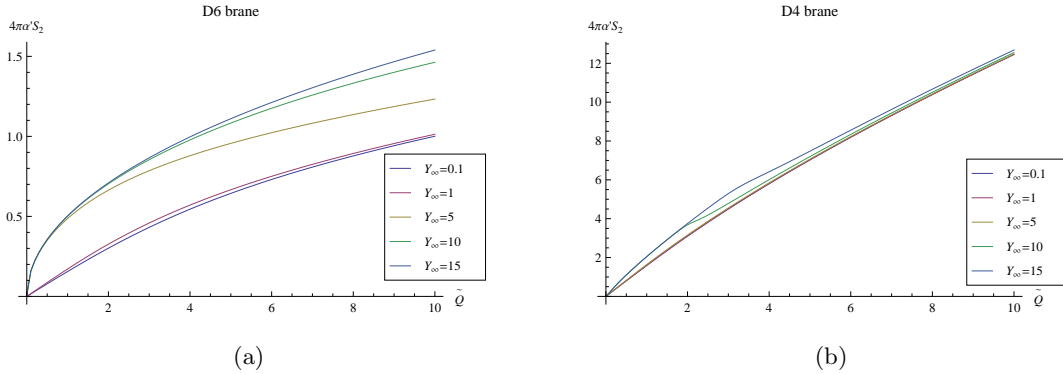 D6 brane
4πα'S₂
1.5
1.0
0.5
2 4 6 8 10
Q̃
Y∞=0.1
Y∞=1
Y∞=5
Y∞=10
Y∞=15
(a)
D4 brane
4πα'S₂
12
10
8
6
4
2
0 2 4 6 8 10
Q̃
Y∞=0.1
Y∞=1
Y∞=5
Y∞=10
Y∞=15
(b)